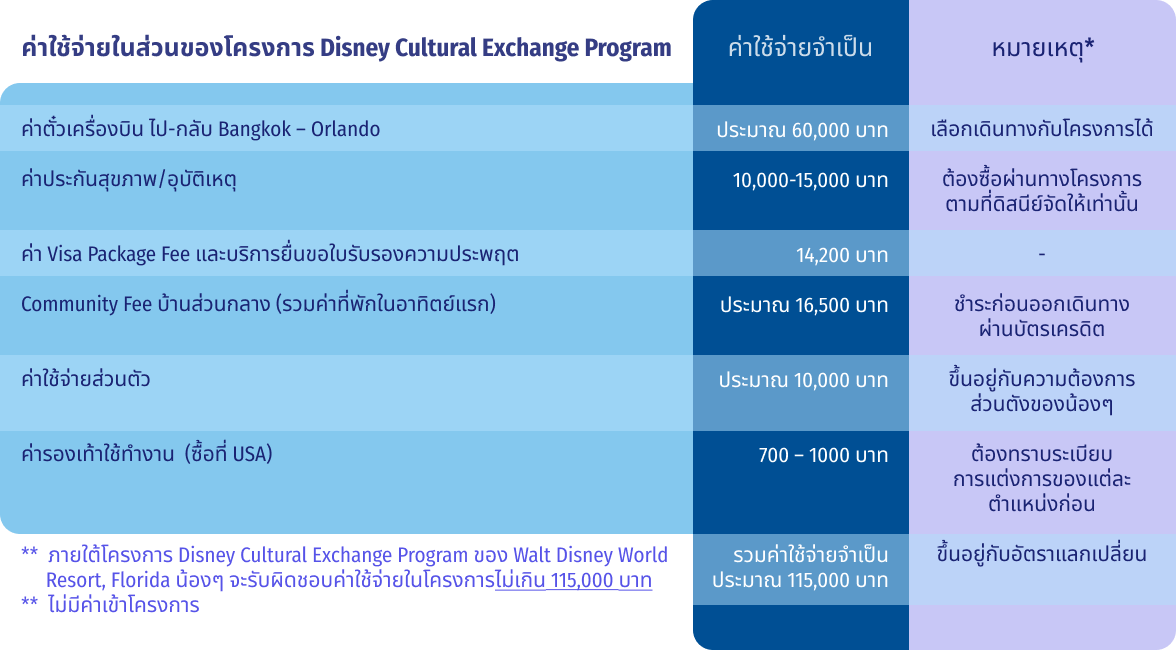 ค่าใช้จ่ายในส่วนของโครงการ Disney Cultural Exchange Program
ค่าใช้จ่ายจำเป็น
หมายเหตุ*
ค่าตั๋วเครื่องบิน ไป-กลับ Bangkok – Orlando
ประมาณ 60,000 บาท
เลือกเดินทางกับโครงการได้
ค่าประกันสุขภาพ/อุบัติเหตุ
10,000-15,000 บาท
ต้องซื้อผ่านทางโครงการ
ตามที่ดิสนีย์จัดให้เท่านั้น
ค่า Visa Package Fee และบริการยื่นขอใบรับรองความประพฤต
14,200 บาท
-
Community Fee บ้านส่วนกลาง (รวมค่าที่พักในอาทิตย์แรก)
ประมาณ 16,500 บาท
ชำระก่อนออกเดินทาง
ผ่านบัตรเครดิต
ค่าใช้จ่ายส่วนตัว
ประมาณ 10,000 บาท
ขึ้นอยู่กับความต้องการ
ส่วนตังของน้องๆ
ค่ารองเท้าใช้ทำงาน (ซื้อที่ USA)
700 – 1000 บาท
ต้องทราบระเบียบ
การแต่งการของแต่ละ
ตำแหน่งก่อน
** ภายใต้โครงการ Disney Cultural Exchange Program ของ Walt Disney World
Resort, Florida น้องๆ จะรับผิดชอบค่าใช้จ่ายในโครงการไม่เกิน 115,000 บาท
** ไม่มีค่าเข้าโครงการ
รวมค่าใช้จ่ายจำเป็น
ประมาณ 115,000 บาท
ขึ้นอยู่กับอัตราแลกเปลี่ยน